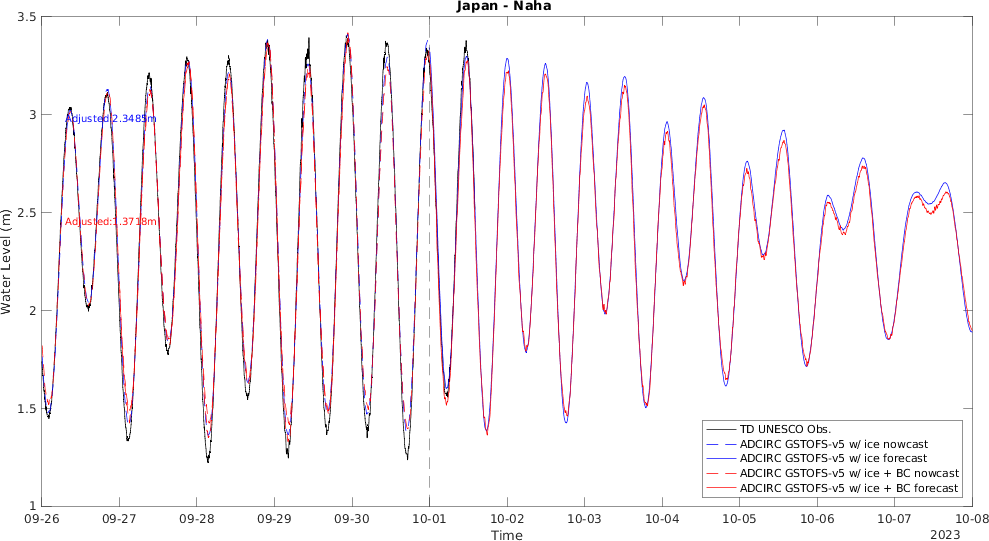 Japan - Naha
3.5
3
2.5
2
1.5
1
Water Level (m)
Adjusted:2.3485m
Adjusted:1.3718m
TD UNESCO Obs.
ADCIRC GSTOFS-v5 w/ ice nowcast
ADCIRC GSTOFS-v5 w/ ice forecast
ADCIRC GSTOFS-v5 w/ ice + BC nowcast
ADCIRC GSTOFS-v5 w/ ice + BC forecast
09-26 09-27 09-28 09-29 09-30 10-01 10-02 10-03 10-04 10-05 10-06 10-07 10-08
Time
2023